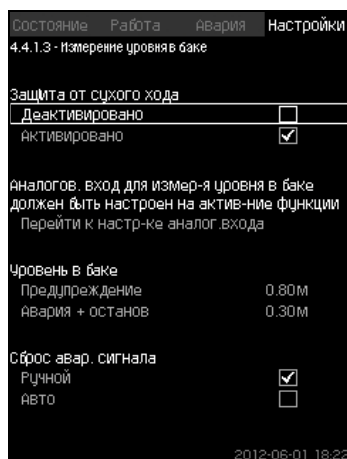 Состояние Работа Авария Настройки
4.4.1.3 - Измерение уровня в баке
Защита от сухого хода
Деактивировано
Активировано
Аналогов. вход для измер-я уровня в баке
должен быть настроен на актив-ние функции
Перейти к настр-ке аналог.входа
Уровень в баке
Предупреждение 0.80м
Авария + останов 0.30м
Сброс авар. сигнала
Ручной
Авто
2012-06-01 18:22